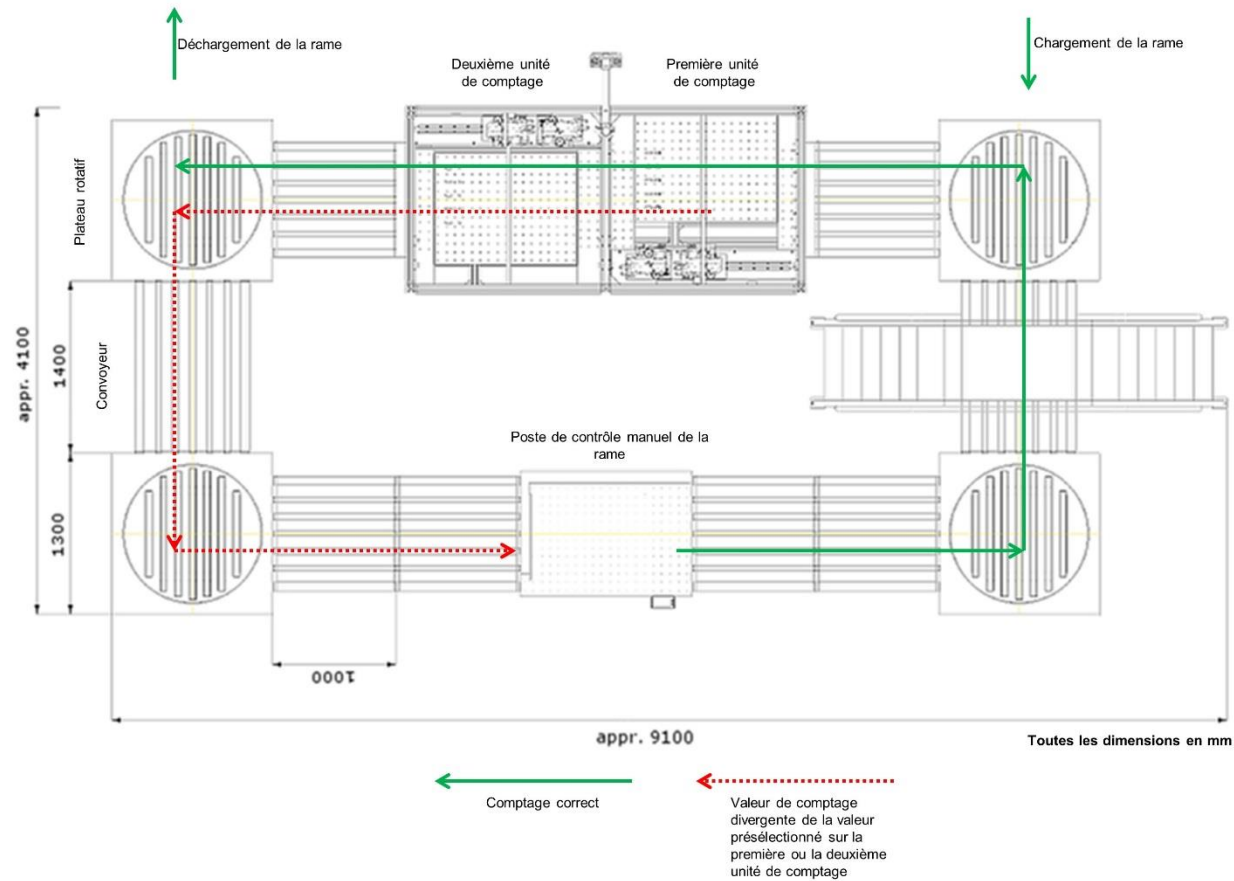 Déchargement de la rame
Deuxième unité
de comptage
Première unité
de comptage
Chargement de la rame
Plateau rotatif
appr. 4100
1400
Convoyeur
Poste de contrôle manuel de la
rame
1300
1000
appr. 9100
Toutes les dimensions en mm
Comptage correct
Valeur de comptage
divergente de la valeur
présélectionné sur la
première ou la deuxième
unité de comptage